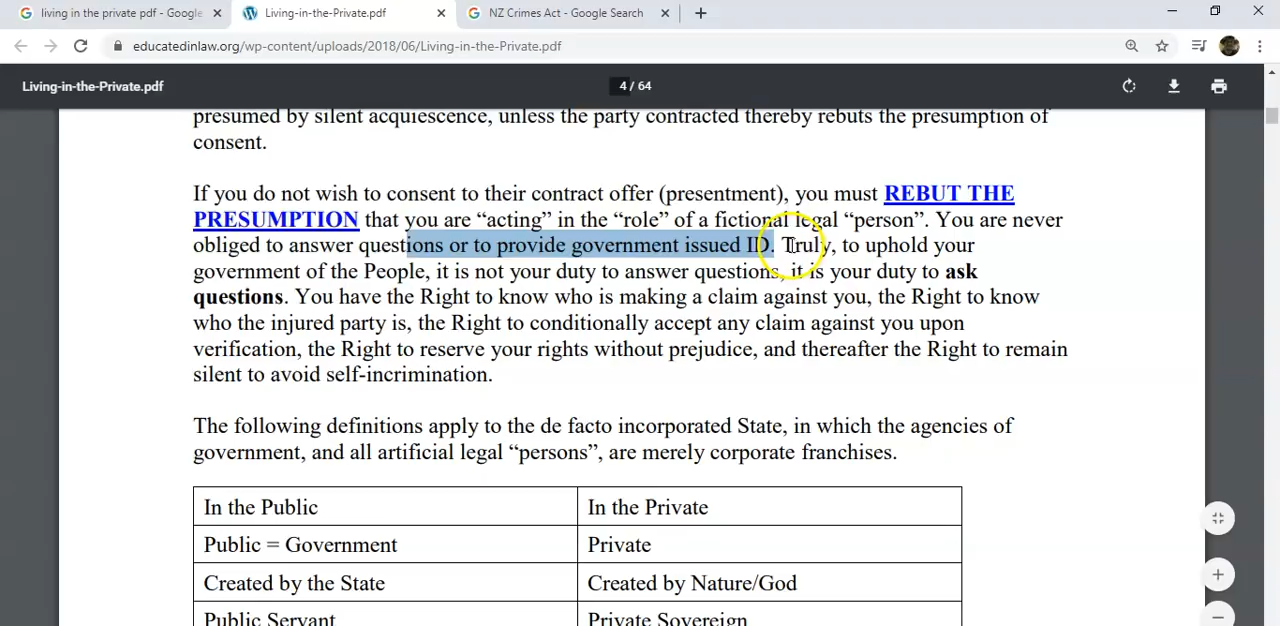 living in the private pdf - Google
Living-in-the-Private.pdf
NZ Crimes Act - Google Search
educatedinlaw.org/wp-content/uploads/2018/06/Living-in-the-Private.pdf
Living-in-the-Private.pdf
4 / 64
presumed by silent acquiescence, unless the party contracted thereby rebuts the presumption of
consent.
If you do not wish to consent to their contract offer (presentment), you must REBUT THE
PRESUMPTION that you are “acting” in the “role” of a fictional legal “person”. You are never
obliged to answer questions or to provide government issued ID. Truly, to uphold your
government of the People, it is not your duty to answer questions, it is your duty to ask
questions. You have the Right to know who is making a claim against you, the Right to know
who the injured party is, the Right to conditionally accept any claim against you upon
verification, the Right to reserve your rights without prejudice, and thereafter the Right to remain
silent to avoid self-incrimination.
The following definitions apply to the de facto incorporated State, in which the agencies of
government, and all artificial legal “persons”, are merely corporate franchises.
In the Public
In the Private
Public = Government
Private
Created by the State
Created by Nature/God
Public Servant
Private Sovereign